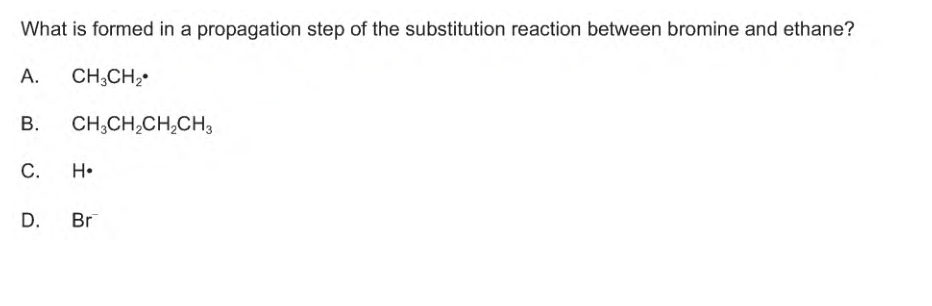 What is formed in a propagation step of the substitution reaction between bromine and ethane?
A. CH₃CH₂•
B. CH₃CH₂CH₂CH₃
C. H•
D. Br⁻